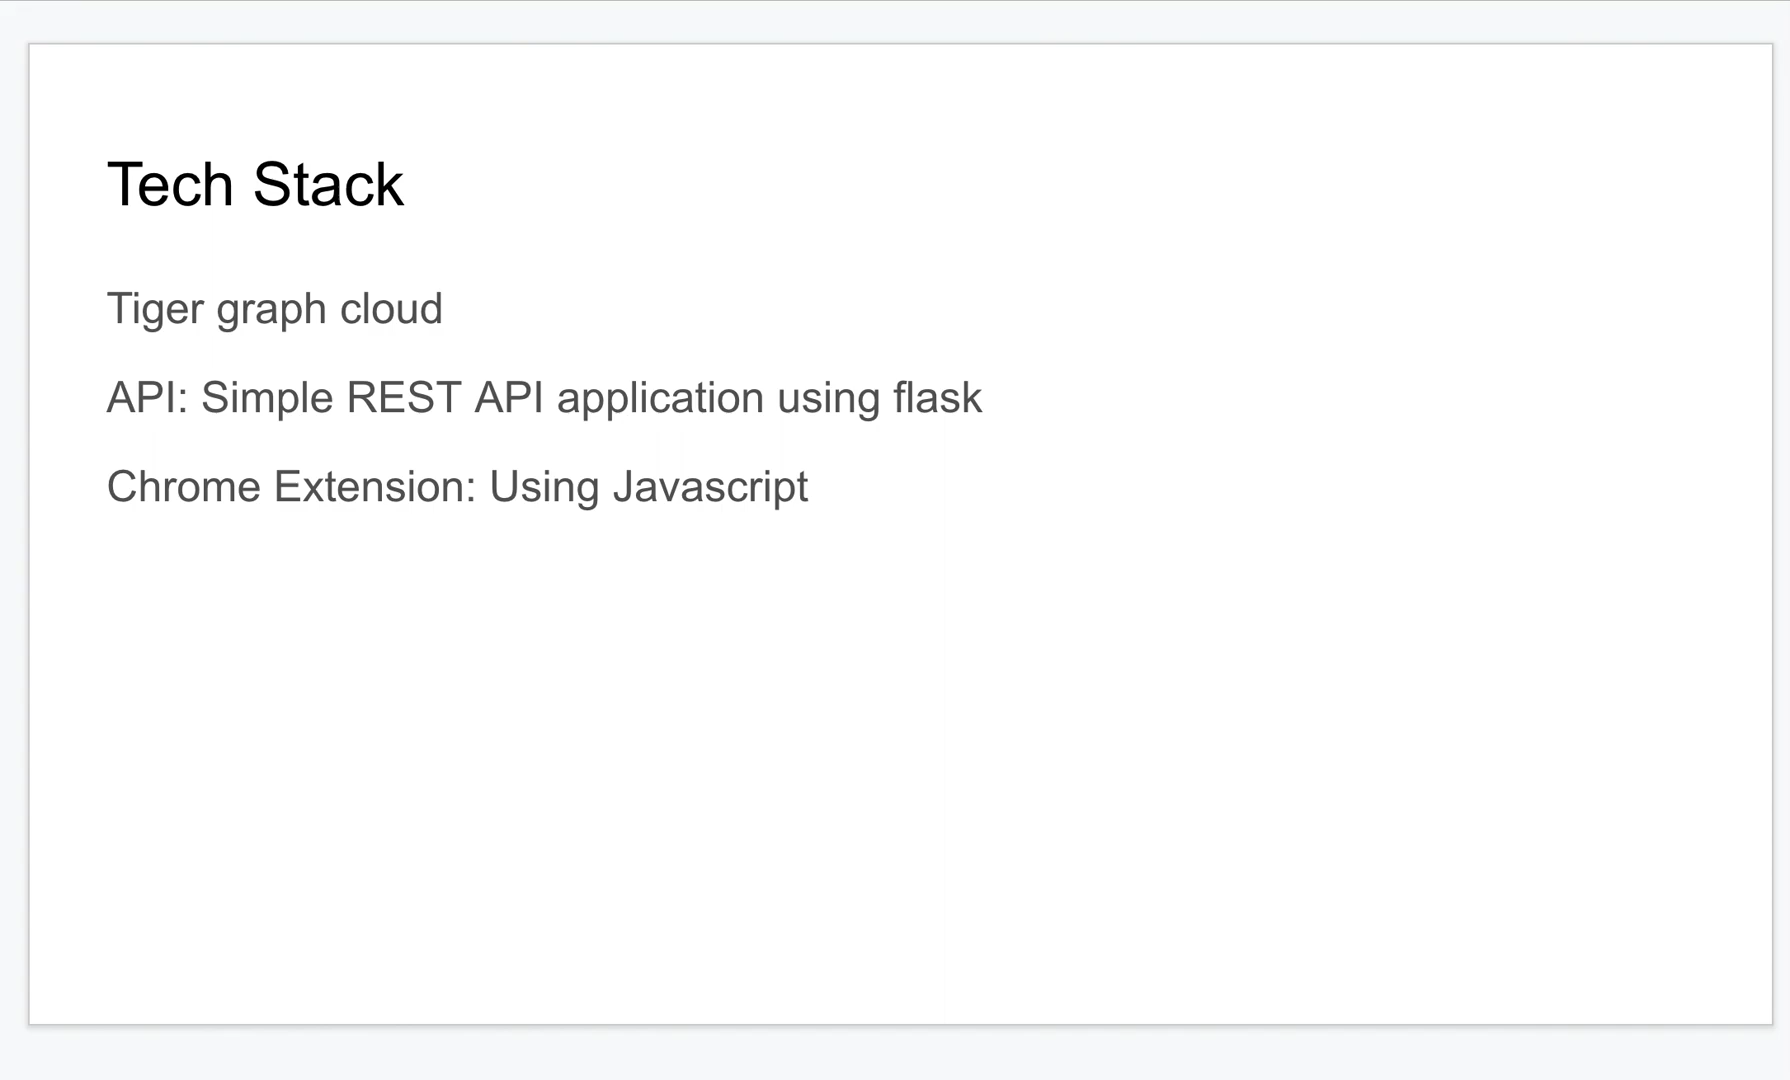 Tech Stack
Tiger graph cloud
API: Simple REST API application using flask
Chrome Extension: Using Javascript